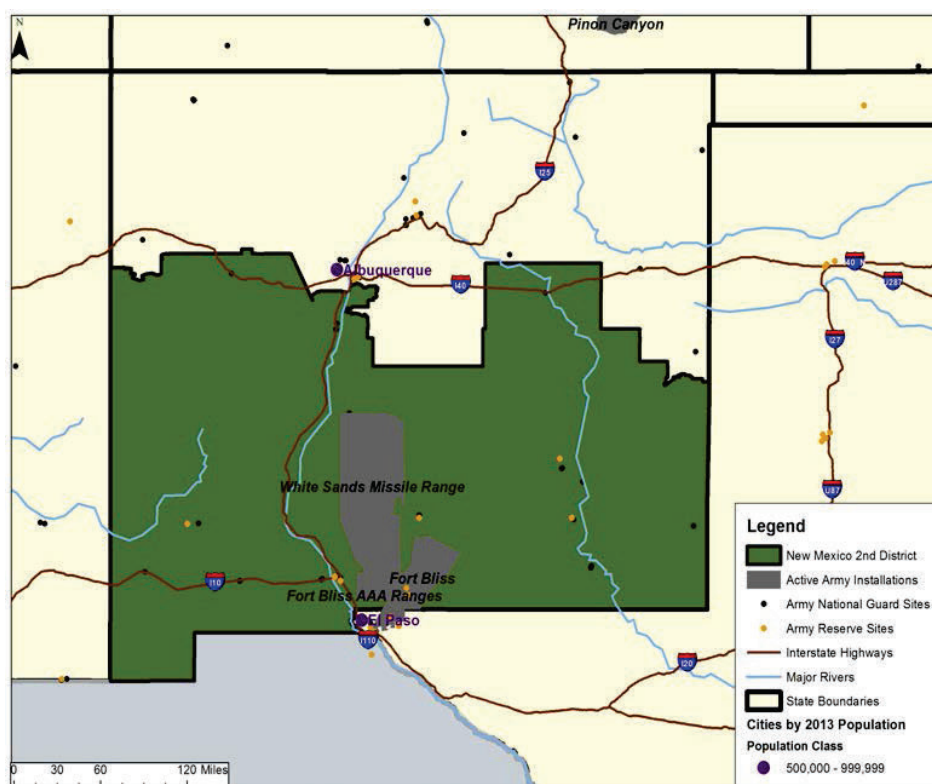 N
Pinon Canyon
I25
Albuquerque
I40
I40
U287
I27
White Sands Missile Range
U87
Fort Bliss
I10
Fort Bliss AAA Ranges
El Paso
I110
I20
Legend
New Mexico 2nd District
Active Army Installations
Army National Guard Sites
Army Reserve Sites
Interstate Highways
Major Rivers
State Boundaries
Cities by 2013 Population
Population Class
500,000 - 999,999
0 30 60 120 Miles